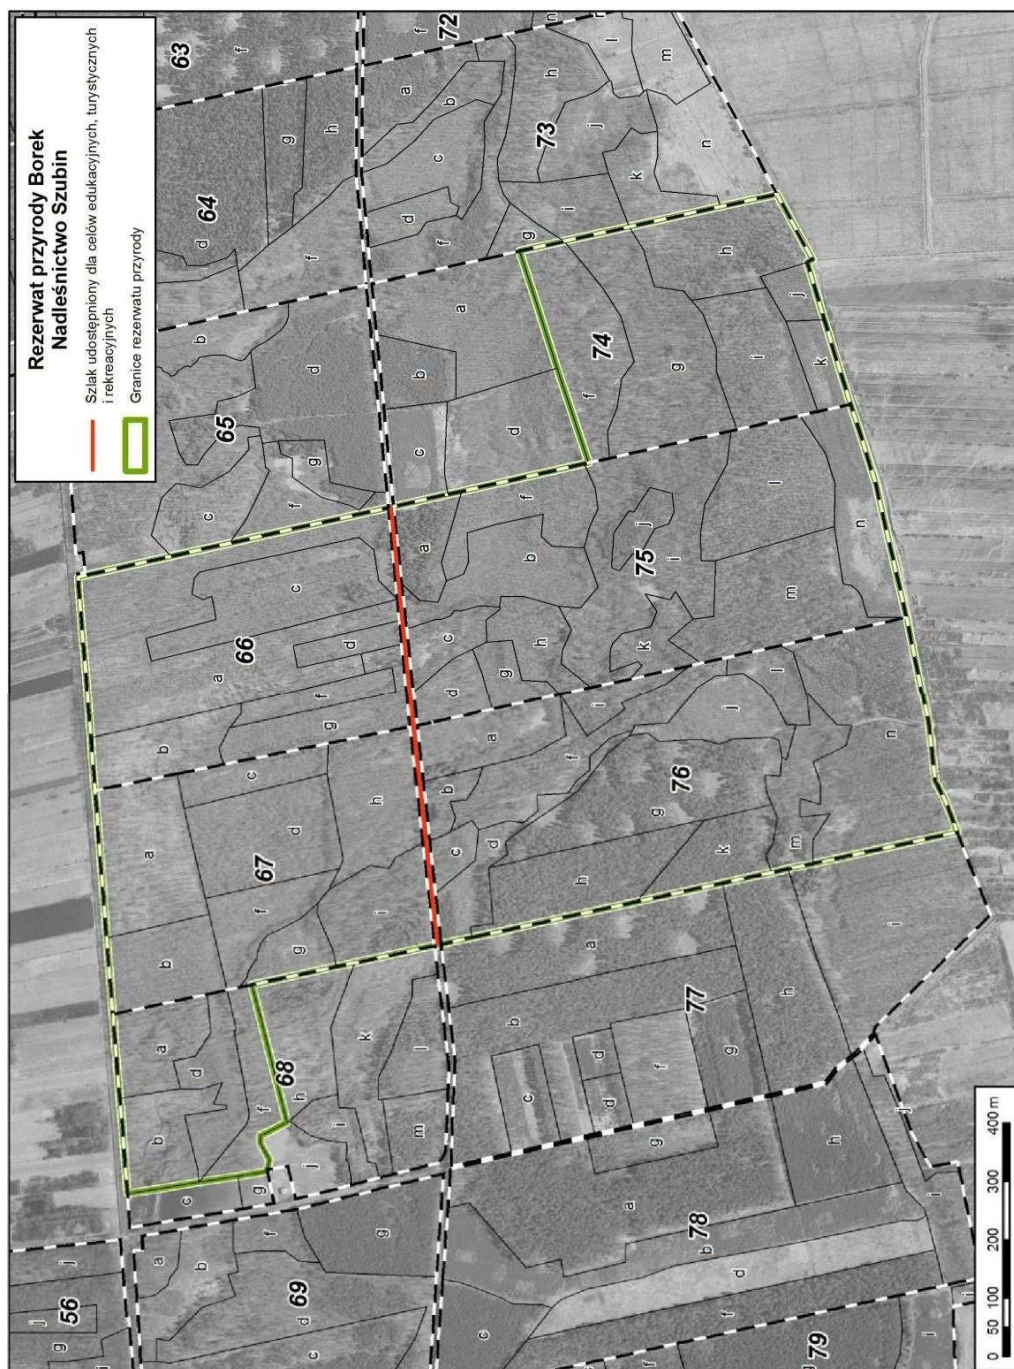 Rezerwat przyrody Borek
Nadleśnictwo Szubin
Szlak udostępniony dla celów edukacyjnych, turystycznych
i rekreacyjnych
Granice rezerwatu przyrody
56
j
j
g
i
63
f
64
d
g
h
f
65
b
d
g
c
f
66
a
b
c
d
f
g
67
a
b
c
d
f
g
h
i
68
a
b
c
d
f
g
h
i
j
k
l
m
69
a
b
c
d
f
g
72
f
n
73
a
b
c
d
f
g
h
i
j
k
l
m
n
74
a
b
c
d
f
g
h
i
j
k
75
a
b
c
d
f
g
h
i
j
k
l
m
n
76
a
b
c
d
f
g
h
i
j
k
l
m
n
77
a
b
c
d
d
f
g
g
h
i
78
a
b
c
d
f
h
i
j
79
g
f
i
i
0 50 100 200 300 400 m